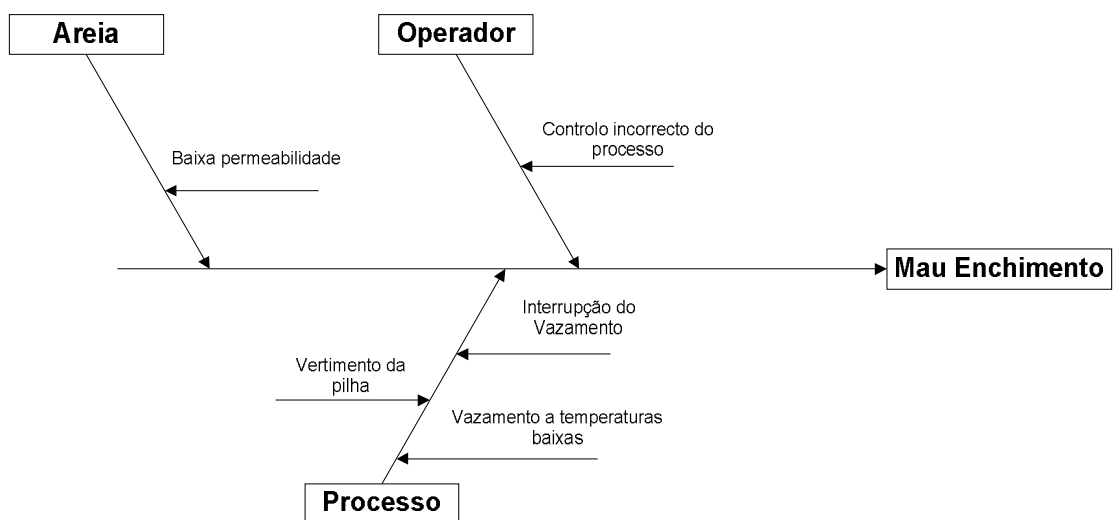 Areia
Operador
Controlo incorrecto do
processo
Baixa permeabilidade
Mau Enchimento
Interrupção do
Vazamento
Vertimento da
pilha
Vazamento a temperaturas
baixas
Processo